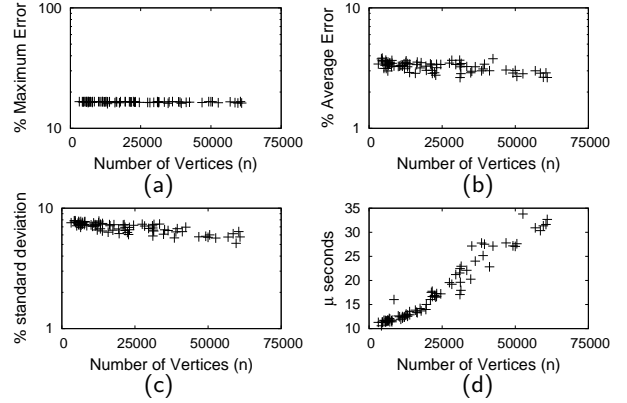 100
10
% Maximum Error
0
25000
50000
75000
Number of Vertices (n)
(a)
10
1
% Average Error
0
25000
50000
75000
Number of Vertices (n)
(b)
10
1
% standard deviation
0
25000
50000
75000
Number of Vertices (n)
(c)
35
30
25
20
15
10
μ seconds
0
25000
50000
75000
Number of Vertices (n)
(d)